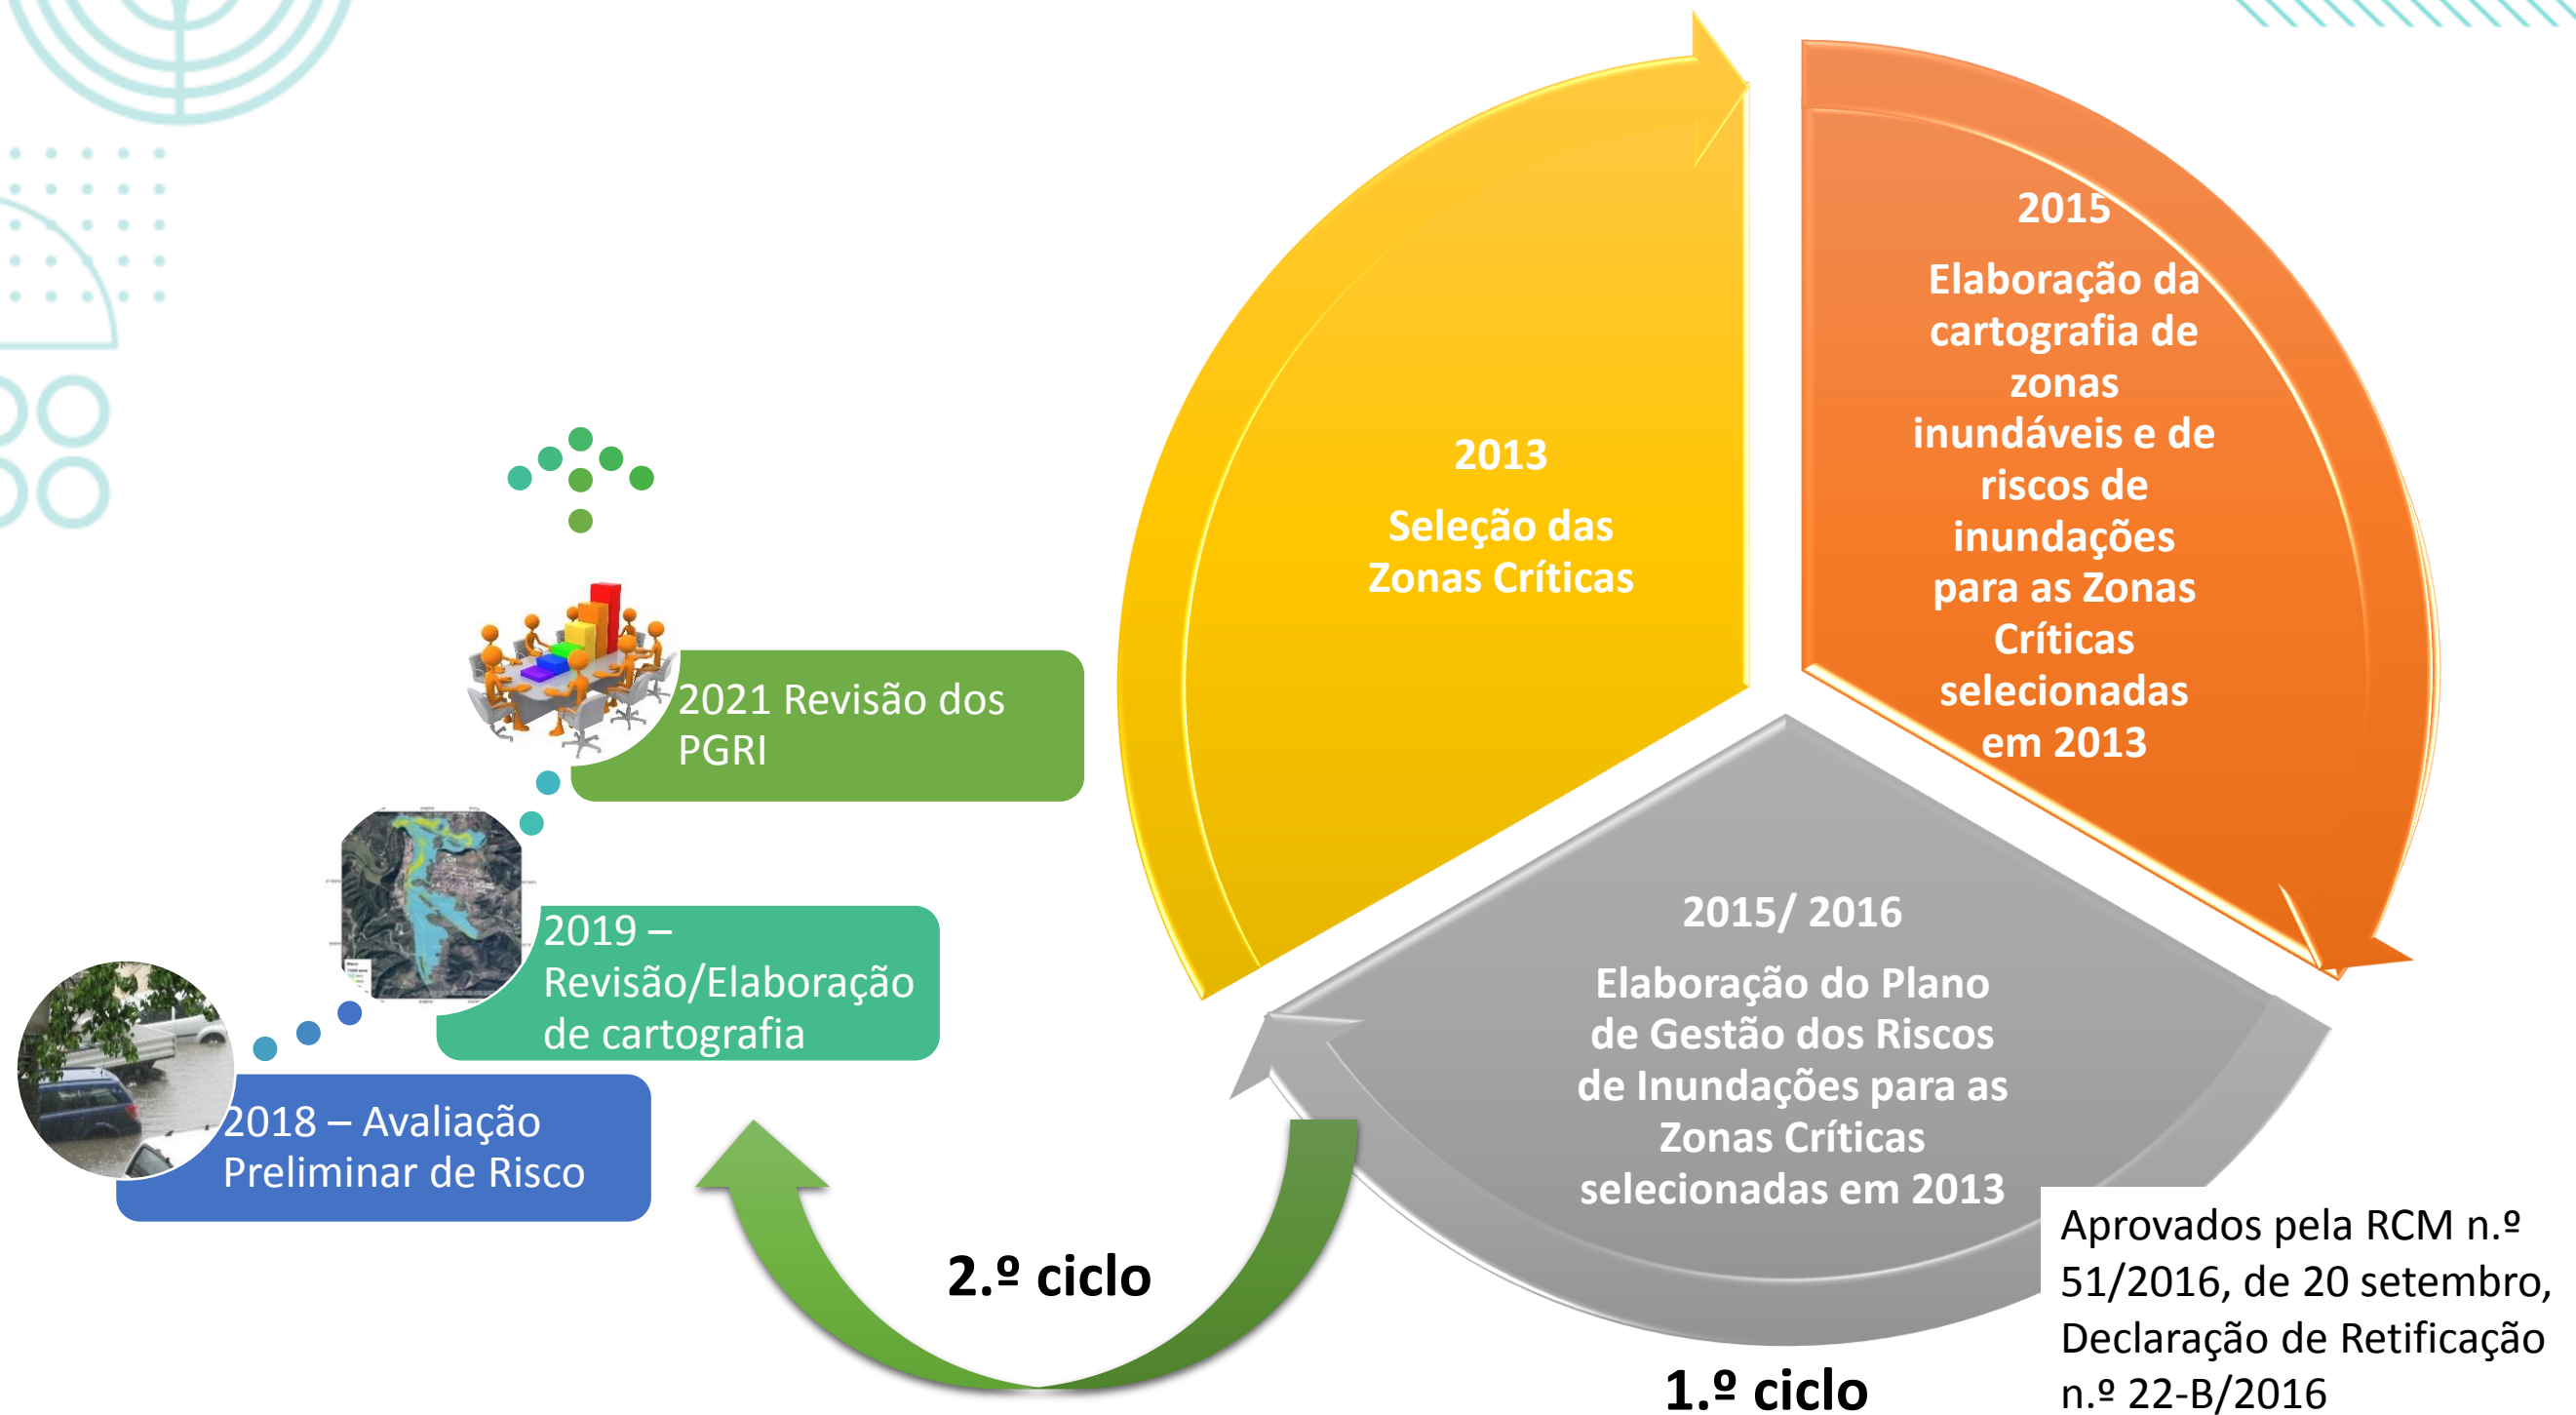 2013
Seleção das
Zonas Críticas
2015
Elaboração da
cartografia de
zonas
inundáveis e de
riscos de
inundações
para as Zonas
Críticas
selecionadas
em 2013
2015/ 2016
Elaboração do Plano
de Gestão dos Riscos
de Inundações para as
Zonas Críticas
selecionadas em 2013
Aprovados pela RCM n.º
51/2016, de 20 setembro,
Declaração de Retificação
n.º 22-B/2016
1.º ciclo
2.º ciclo
2021 Revisão dos
PGRI
2019 –
Revisão/Elaboração
de cartografia
2018 – Avaliação
Preliminar de Risco